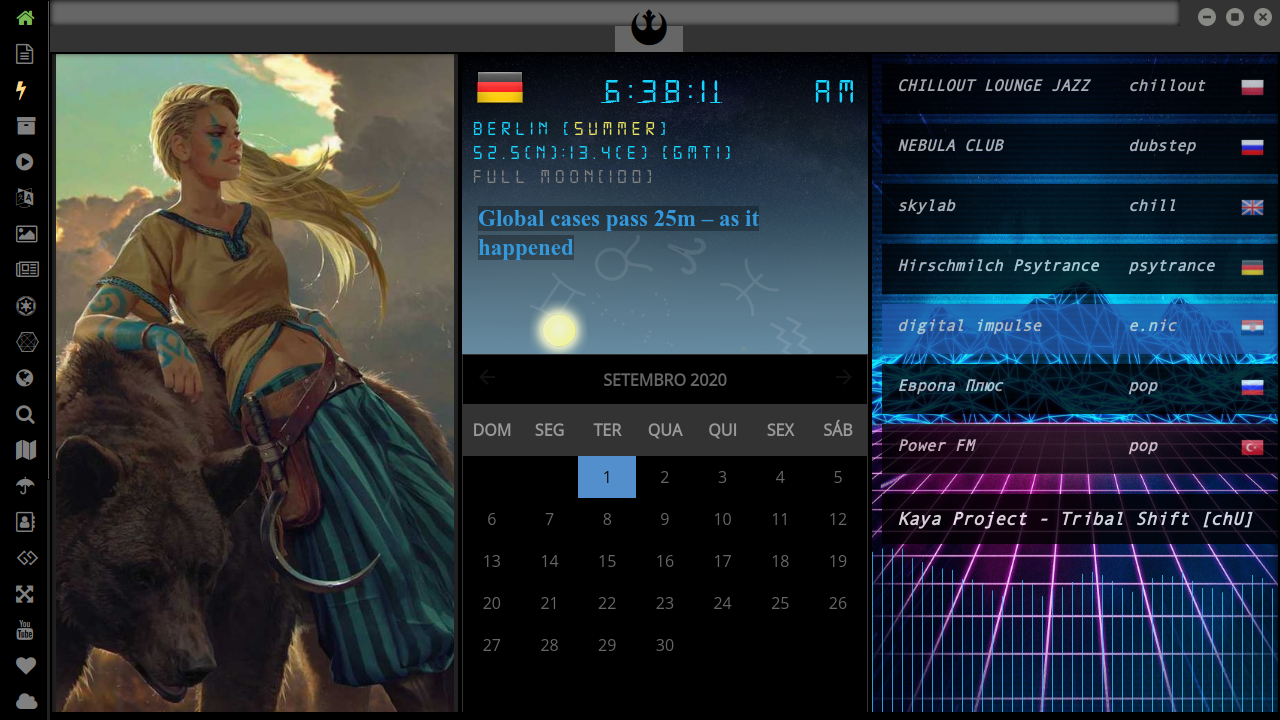 6:38:11 AM
BERLIN [SUMMER]
52.5[N]:13.4[E] [GMT1]
FULL MOON[100]
Global cases pass 25m – as it
happened
SETEMBRO 2020
DOM SEG TER QUA QUI SEX SÁB
1 2 3 4 5
6 7 8 9 10 11 12
13 14 15 16 17 18 19
20 21 22 23 24 25 26
27 28 29 30
CHILLOUT LOUNGE JAZZ chillout
NEBULA CLUB dubstep
skylab chill
Hirschmilch Psytrance psytrance
digital impulse e.nic
Европа Плюс pop
Power FM pop
Kaya Project - Tribal Shift [chU]
You
Tube